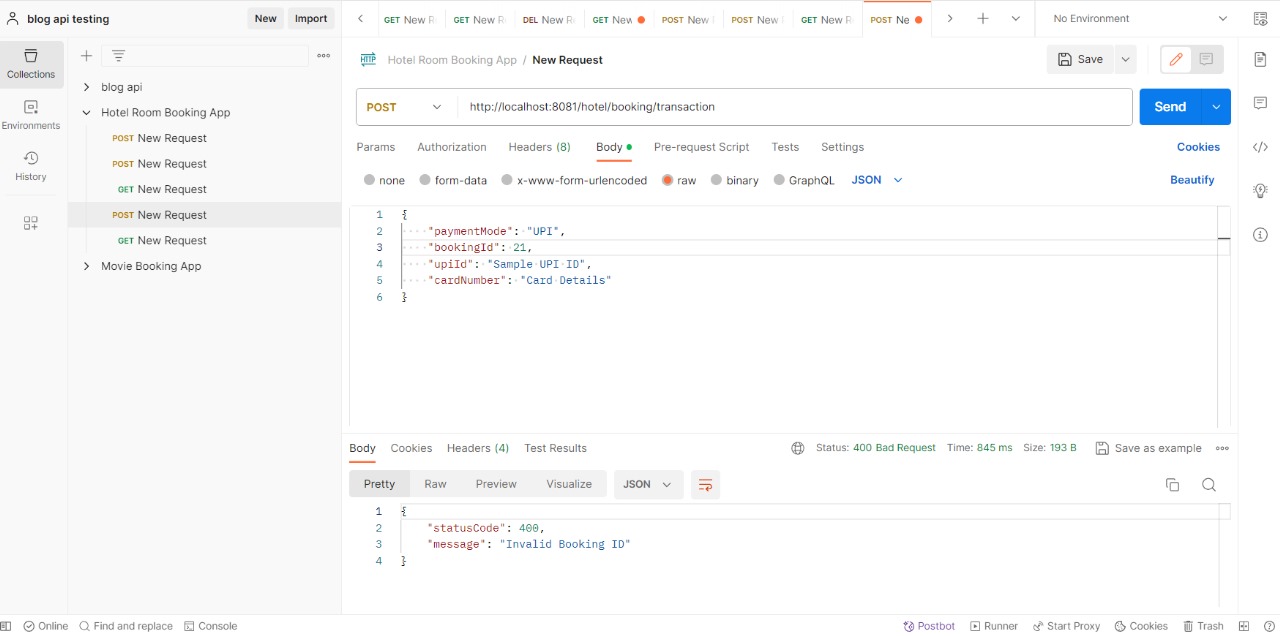 blog api testing New Import
GET New R GET New R DEL New R GET New POST New POST New GET New R POST Ne No Environment
Collections
Environments
History
blog api
Hotel Room Booking App
POST New Request
POST New Request
GET New Request
POST New Request
GET New Request
Movie Booking App
HTTP Hotel Room Booking App / New Request Save
POST http://localhost:8081/hotel/booking/transaction Send
Params Authorization Headers (8) Body Pre-request Script Tests Settings Cookies
none form-data x-www-form-urlencoded raw binary GraphQL JSON Beautify
1 {
2 "paymentMode": "UPI",
3 "bookingId": 21,
4 "upiId": "Sample UPI ID",
5 "cardNumber": "Card Details"
6 }
Body Cookies Headers (4) Test Results Status: 400 Bad Request Time: 845 ms Size: 193 B Save as example
Pretty Raw Preview Visualize JSON
1 {
2 "statusCode": 400,
3 "message": "Invalid Booking ID"
4 }
Online Find and replace Console Postbot Runner Start Proxy Cookies Trash